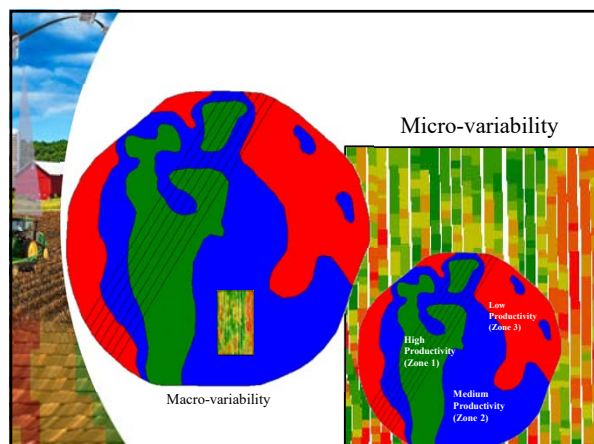 Micro-variability
Low
Productivity
(Zone 3)
High
Productivity
(Zone 1)
Medium
Productivity
(Zone 2)
Macro-variability